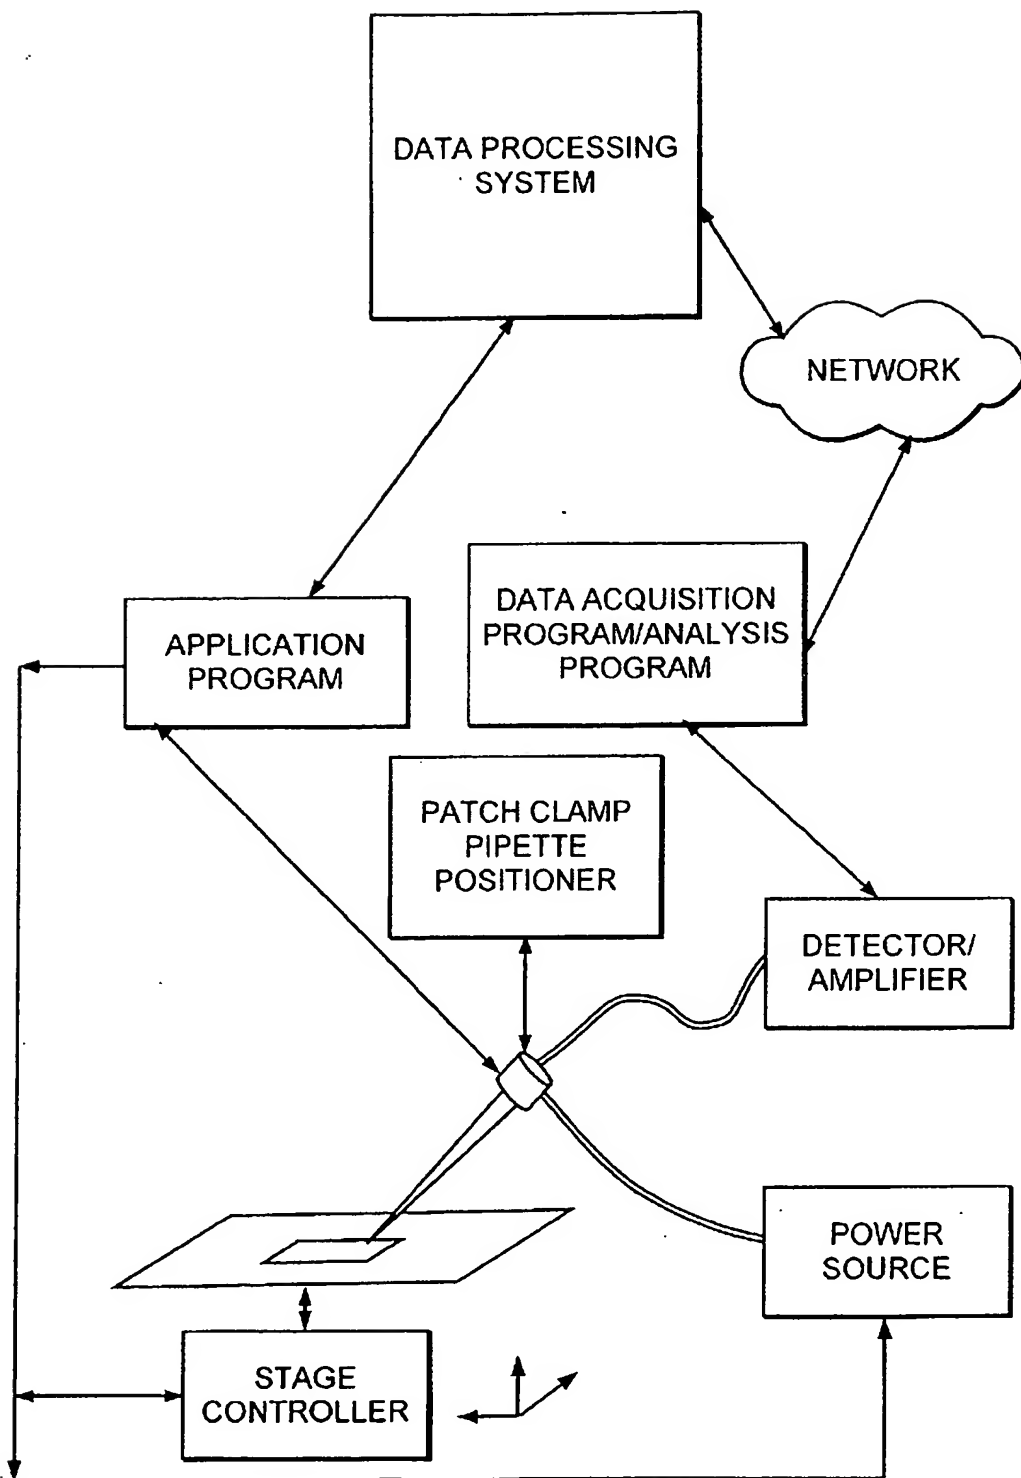 DATA PROCESSING
SYSTEM
NETWORK
DATA ACQUISITION
PROGRAM/ANALYSIS
PROGRAM
APPLICATION
PROGRAM
PATCH CLAMP
PIPETTE
POSITIONER
DETECTOR/
AMPLIFIER
POWER
SOURCE
STAGE
CONTROLLER